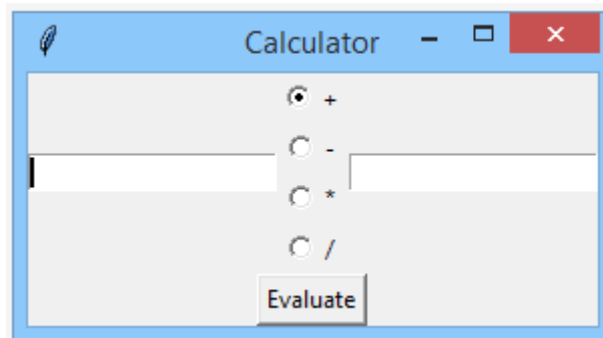 Calculator
+
-
*
/
Evaluate